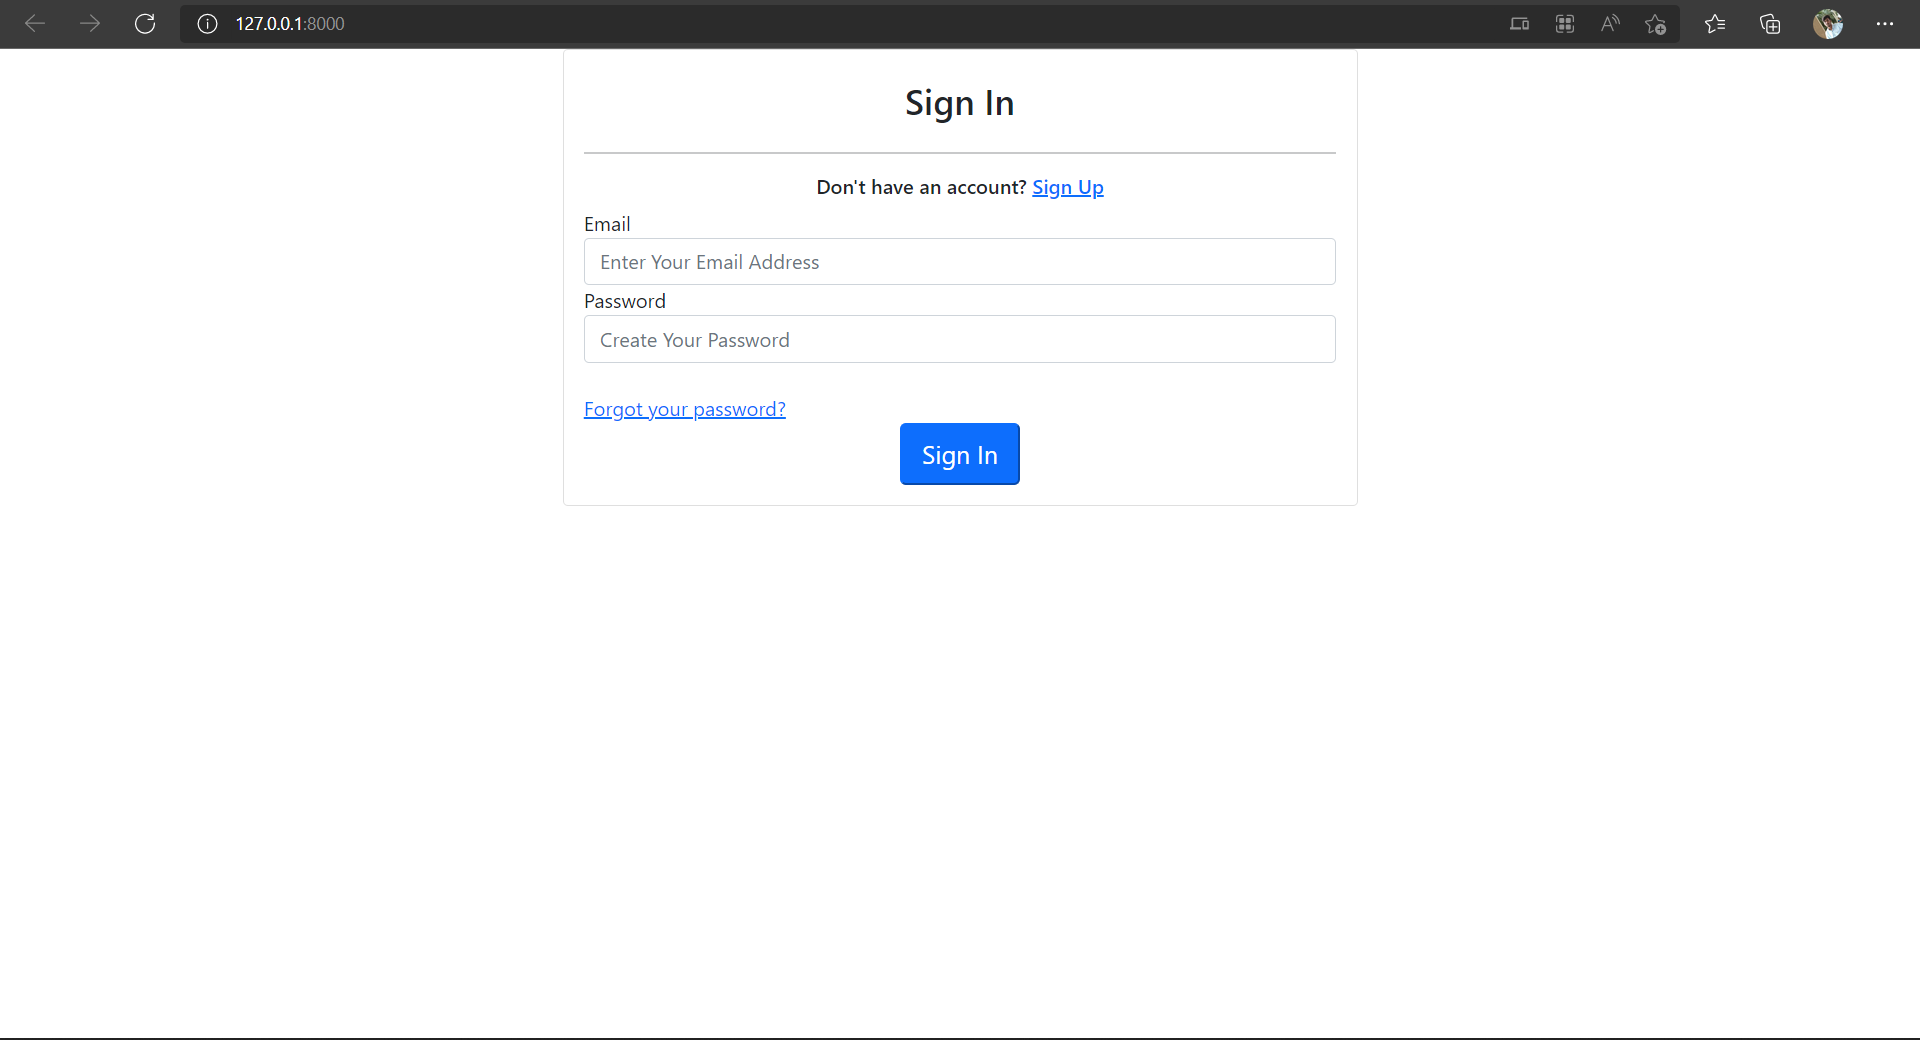 127.0.0.1:8000
Sign In
Don't have an account? Sign Up
Email
Enter Your Email Address
Password
Create Your Password
Forgot your password?
Sign In